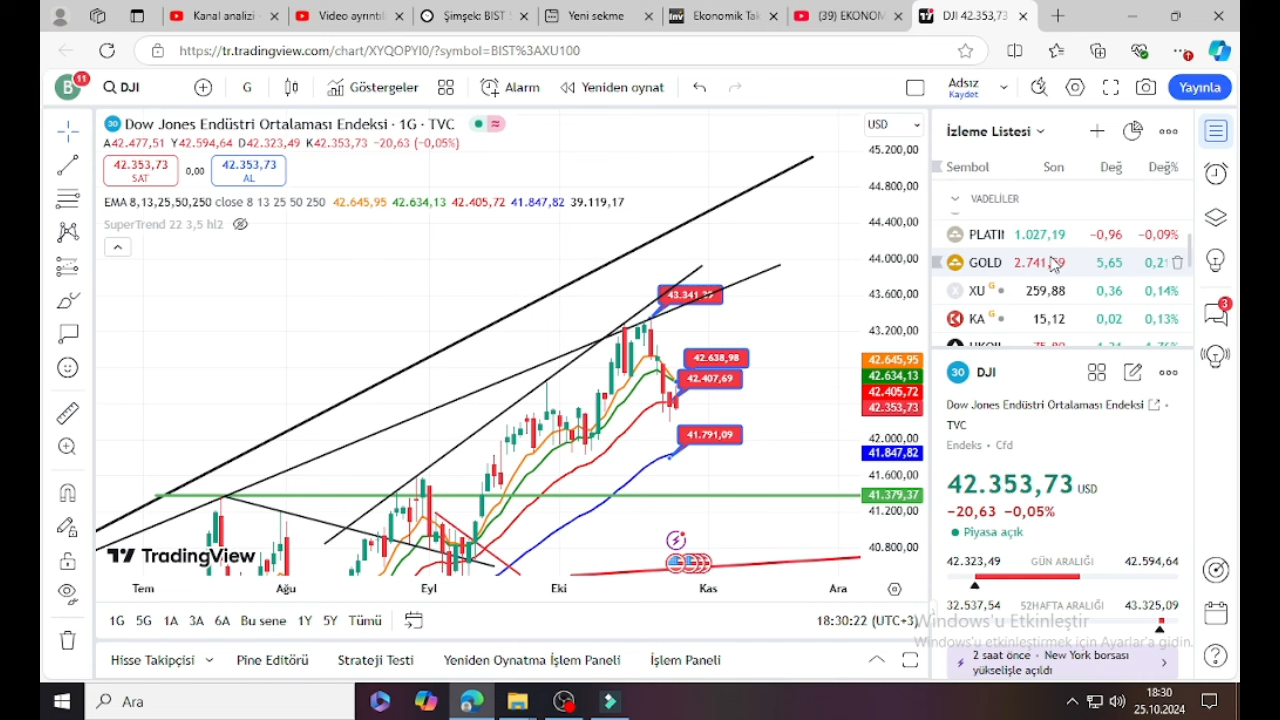 Kanal analizi -
Video ayrıntıla
Şimşek: BIST
Yeni sekme
Ekonomik Tak
(39) EKONOM
DJI 42.353,73
https://tr.tradingview.com/chart/XYQOPYI0/?symbol=BIST%3AXU100
B 11 DJI G Göstergeler Alarm Yeniden oynat Adsız Kaydet Yayınla
30 Dow Jones Endüstri Ortalaması Endeksi · 1G · TVC
USD
A42.477,51 Y42.594,64 D42.323,49 K42.353,73 −20,63 (−0,05%)
42.353,73 SAT 0,00 42.353,73 AL
EMA 8,13,25,50,250 close 8 13 25 50 250 42.645,95 42.634,13 42.405,72 41.847,82 39.119,17
SuperTrend 22 3,5 hl2
43.341,39
42.638,98
42.407,69
41.791,09
45.200,00
44.800,00
44.400,00
44.000,00
43.600,00
43.200,00
42.645,95
42.634,13
42.405,72
42.353,73
42.000,00
41.847,82
41.600,00
41.379,37
41.200,00
40.800,00
TradingView
Tem Ağu Eyl Eki Kas Ara
1G 5G 1A 3A 6A Bu sene 1Y 5Y Tümü 18:30:22 (UTC+3)
Hisse Takipçisi Pine Editörü Strateji Testi Yeniden Oynatma İşlem Paneli İşlem Paneli
İzleme Listesi
Sembol Son Değ Değ%
VADELİLER
PLATIN 1.027,19 −0,96 −0,09%
GOLD 5,65
XU G 259,88 0,36 0,14%
KA G 15,12 0,02 0,13%
30 DJI
Dow Jones Endüstri Ortalaması Endeksi
TVC
Endeks • Cfd
42.353,73 USD
−20,63 −0,05%
Piyasa açık
42.323,49 GÜN ARALIĞI 42.594,64
32.537,54 52HAFTA ARALIĞI 43.325,09
Windows'u Etkinleştir
Windows'u etkinleştirmek için Ayarlar'a gidin.
2 saat önce • New York borsası
yükselişle açıldı
3
Ara
18:30
25.10.2024